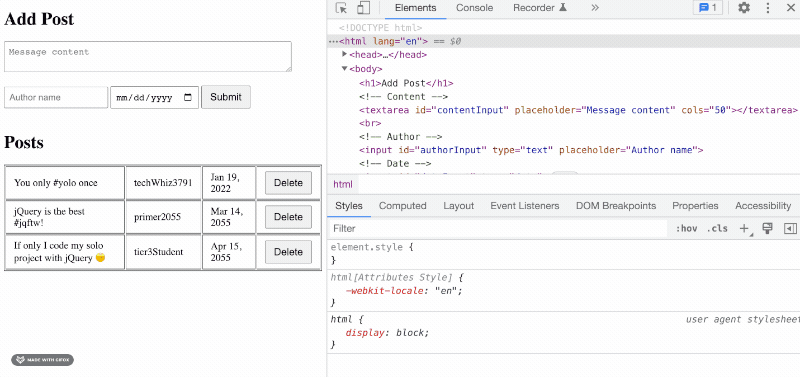 Add Post
Message content
Author name
mm/dd/yyyy
Submit
Posts
You only #yolo once
techWhiz3791
Jan 19,
2022
Delete
jQuery is the best
#jqftw!
primer2055
Mar 14,
2055
Delete
If only I code my solo
project with jQuery 😁
tier3Student
Apr 15,
2055
Delete
MADE WITH GIFOX
Elements Console Recorder » 1
<!DOCTYPE html>
⋯<html lang="en"> == $0
▶<head>…</head>
▼<body>
<h1>Add Post</h1>
<!-- Content -->
<textarea id="contentInput" placeholder="Message content" cols="50"></textarea>
<br>
<!-- Author -->
<input id="authorInput" type="text" placeholder="Author name">
<!-- Date -->
html
Styles Computed Layout Event Listeners DOM Breakpoints Properties Accessibility
Filter :hov .cls +
element.style {
}
html[Attributes Style] {
-webkit-locale: "en";
}
html { user agent stylesheet
display: block;
}